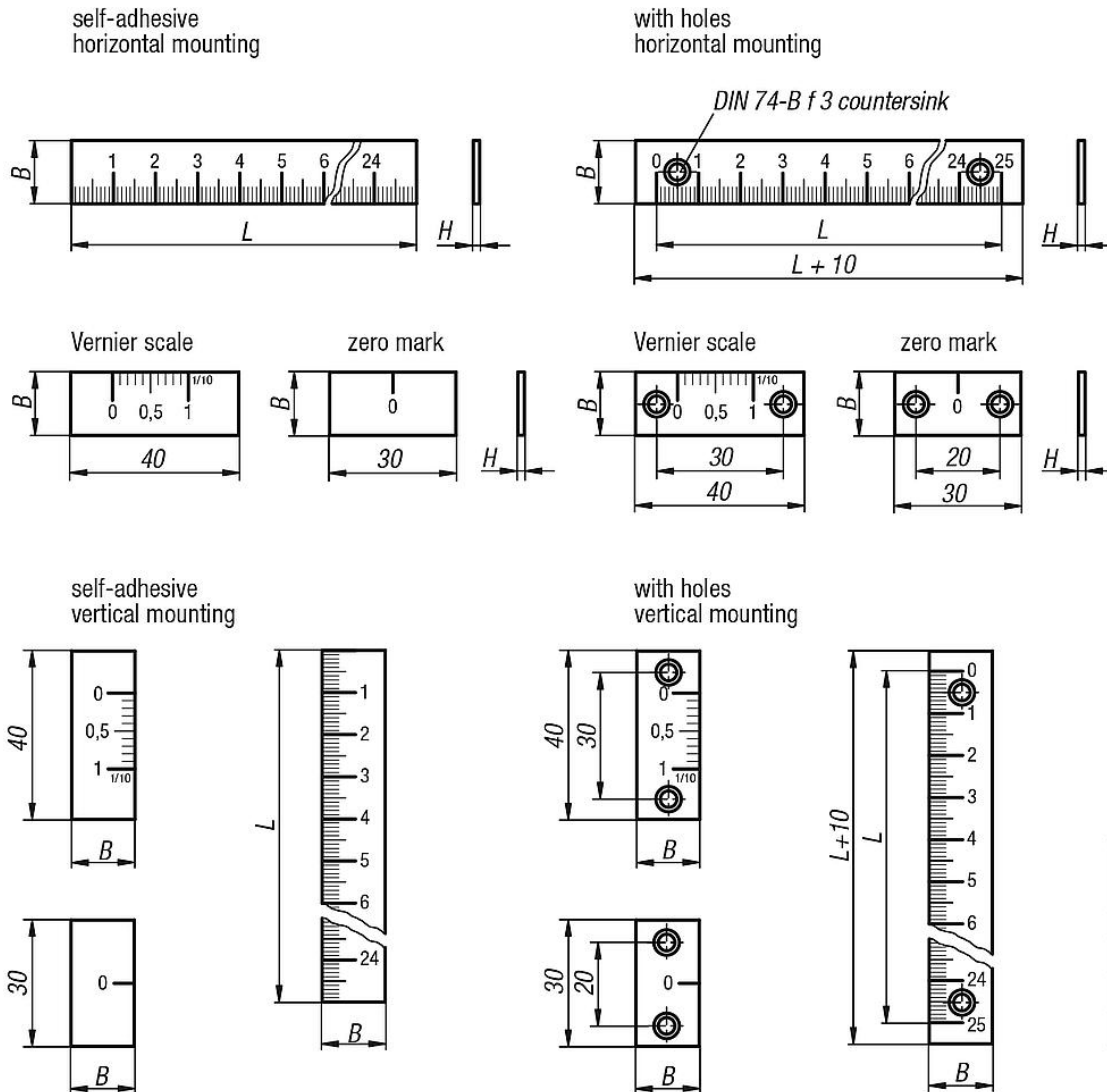 self-adhesive
horizontal mounting
with holes
horizontal mounting
DIN 74-B f 3 countersink
B
1 2 3 4 5 6 24
L
H
B
0 1 2 3 4 5 6 24 25
L
L + 10
H
Vernier scale
zero mark
Vernier scale
zero mark
B
1/10
0 0,5 1
40
B
0
30
H
B
1/10
0 0,5 1
30
40
B
0
20
30
H
self-adhesive
vertical mounting
with holes
vertical mounting
40
0
0,5
1
1/10
B
L
1
2
3
4
5
6
24
B
40
30
0
0,5
1
1/10
B
L+10
L
0
1
2
3
4
5
6
24
25
B
30
0
B
30
20
0
B